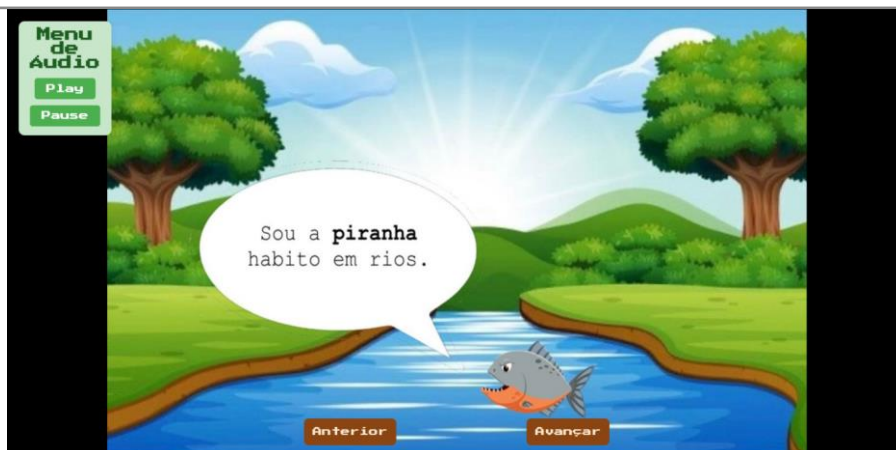 Menu
de
Áudio
Play
Pause
Sou a piranha
habito em rios.
Anterior
Avançar